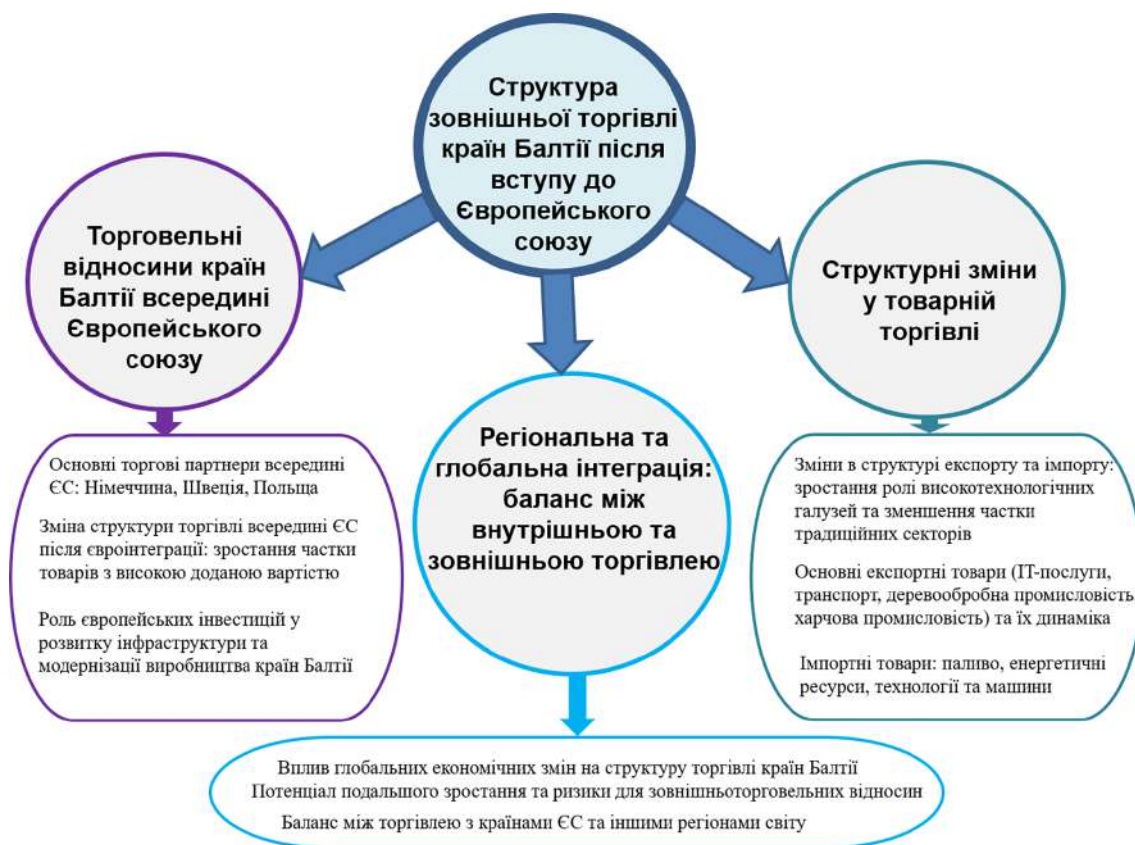 Структура
зовнішньої торгівлі
країн Балтії після
вступу до
Європейського
союзу
Торговельні
відносини країн
Балтії всередині
Європейського
союзу
Структурні зміни
у товарній
торгівлі
Регіональна та
глобальна інтеграція:
баланс між
внутрішньою та
зовнішньою торгівлею
Основні торгові партнери всередині
ЄС: Німеччина, Швеція, Польща
Зміна структури торгівлі всередині ЄС
після євроінтеграції: зростання частки
товарів з високою доданою вартістю
Роль європейських інвестицій у
розвитку інфраструктури та
модернізації виробництва країн Балтії
Зміни в структурі експорту та імпорту:
зростання ролі високотехнологічних
галузей та зменшення частки
традиційних секторів
Основні експортні товари (ІТ-послуги,
транспорт, деревообробна промисловість
харчова промисловість) та їх динаміка
Імпортні товари: паливо, енергетичні
ресурси, технології та машини
Вплив глобальних економічних змін на структуру торгівлі країн Балтії
Потенціал подальшого зростання та ризики для зовнішньоторговельних відносин
Баланс між торгівлею з країнами ЄС та іншими регіонами світу